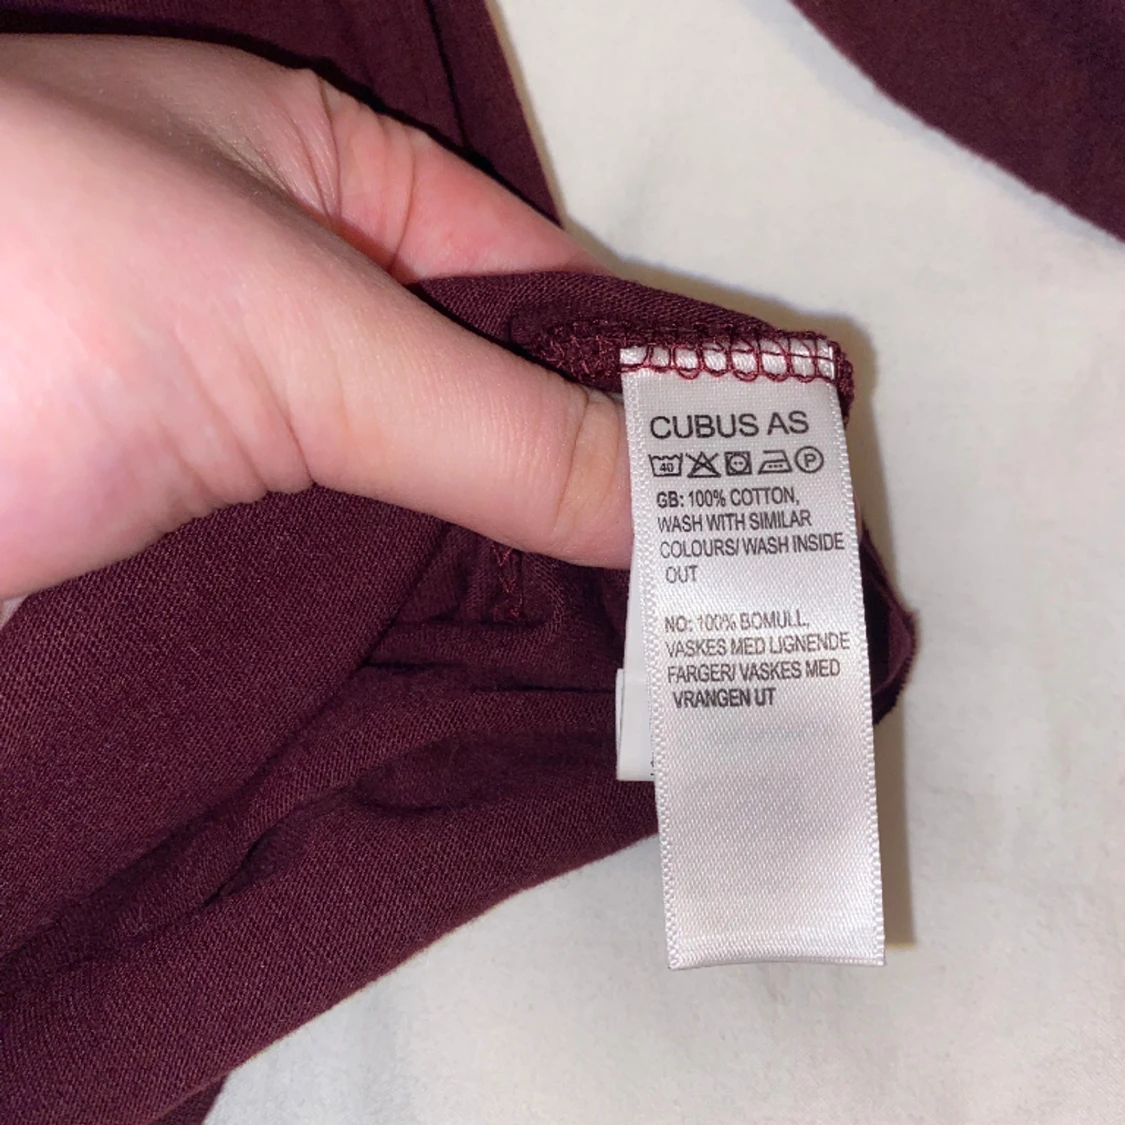 CUBUS AS
40 P
GB: 100% COTTON,
WASH WITH SIMILAR
COLOURS/ WASH INSIDE
OUT
NO: 100% BOMULL,
VASKES MED LIGNENDE
FARGER/ VASKES MED
VRANGEN UT